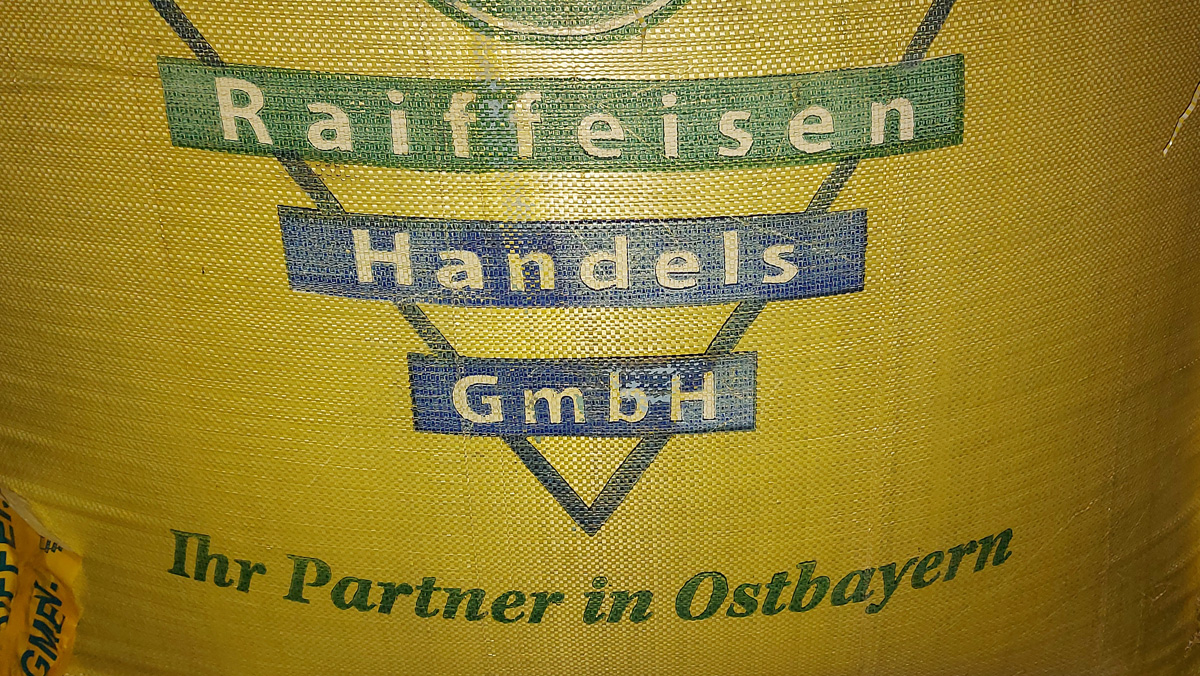 Raiffeisen
Handels
GmbH
Ihr Partner in Ostbayern